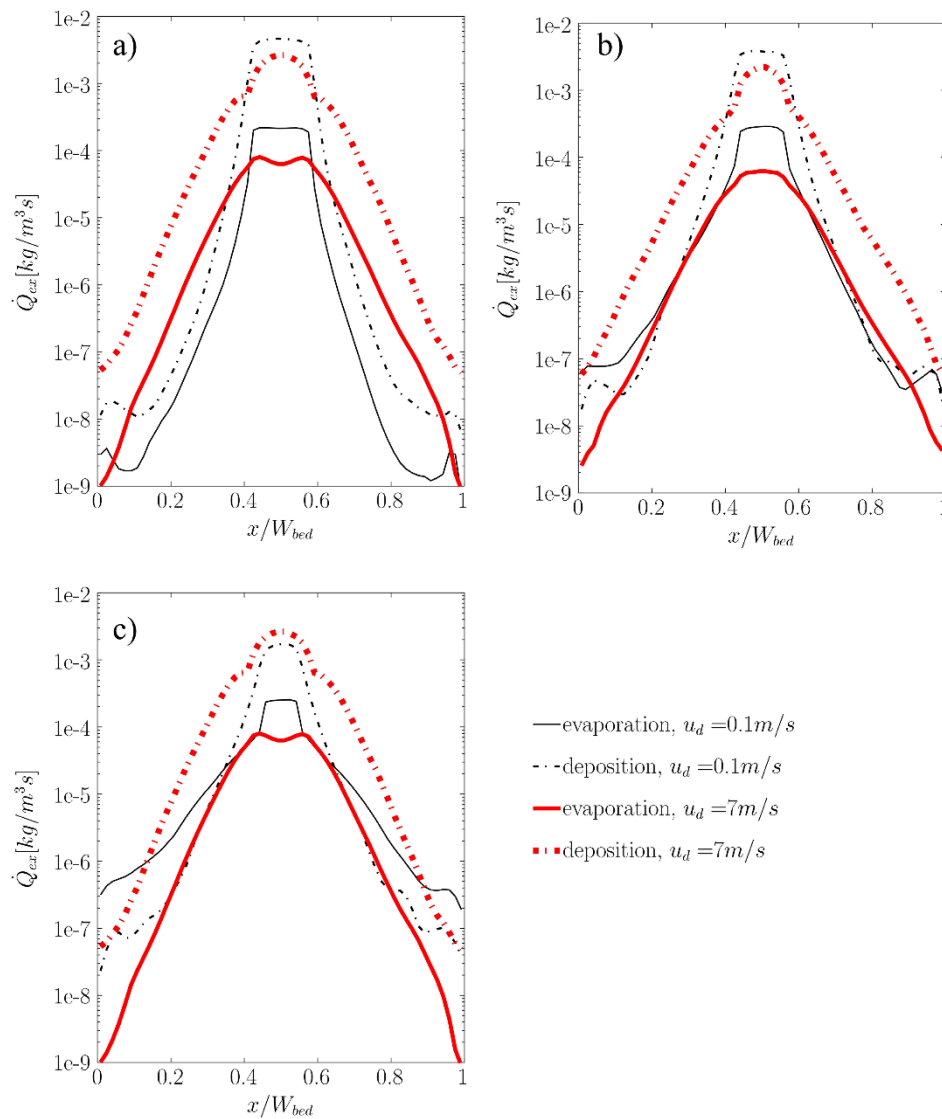 a)
1e-2
1e-3
1e-4
1e-5
1e-6
1e-7
1e-8
1e-9
Q̇ex[kg/m³s]
0 0.2 0.4 0.6 0.8 1
x/Wbed
b)
1e-2
1e-3
1e-4
1e-5
1e-6
1e-7
1e-8
1e-9
Q̇ex[kg/m³s]
0 0.2 0.4 0.6 0.8 1
x/Wbed
c)
1e-2
1e-3
1e-4
1e-5
1e-6
1e-7
1e-8
1e-9
Q̇ex[kg/m³s]
0 0.2 0.4 0.6 0.8 1
x/Wbed
evaporation, ud =0.1m/s
deposition, ud =0.1m/s
evaporation, ud =7m/s
deposition, ud =7m/s